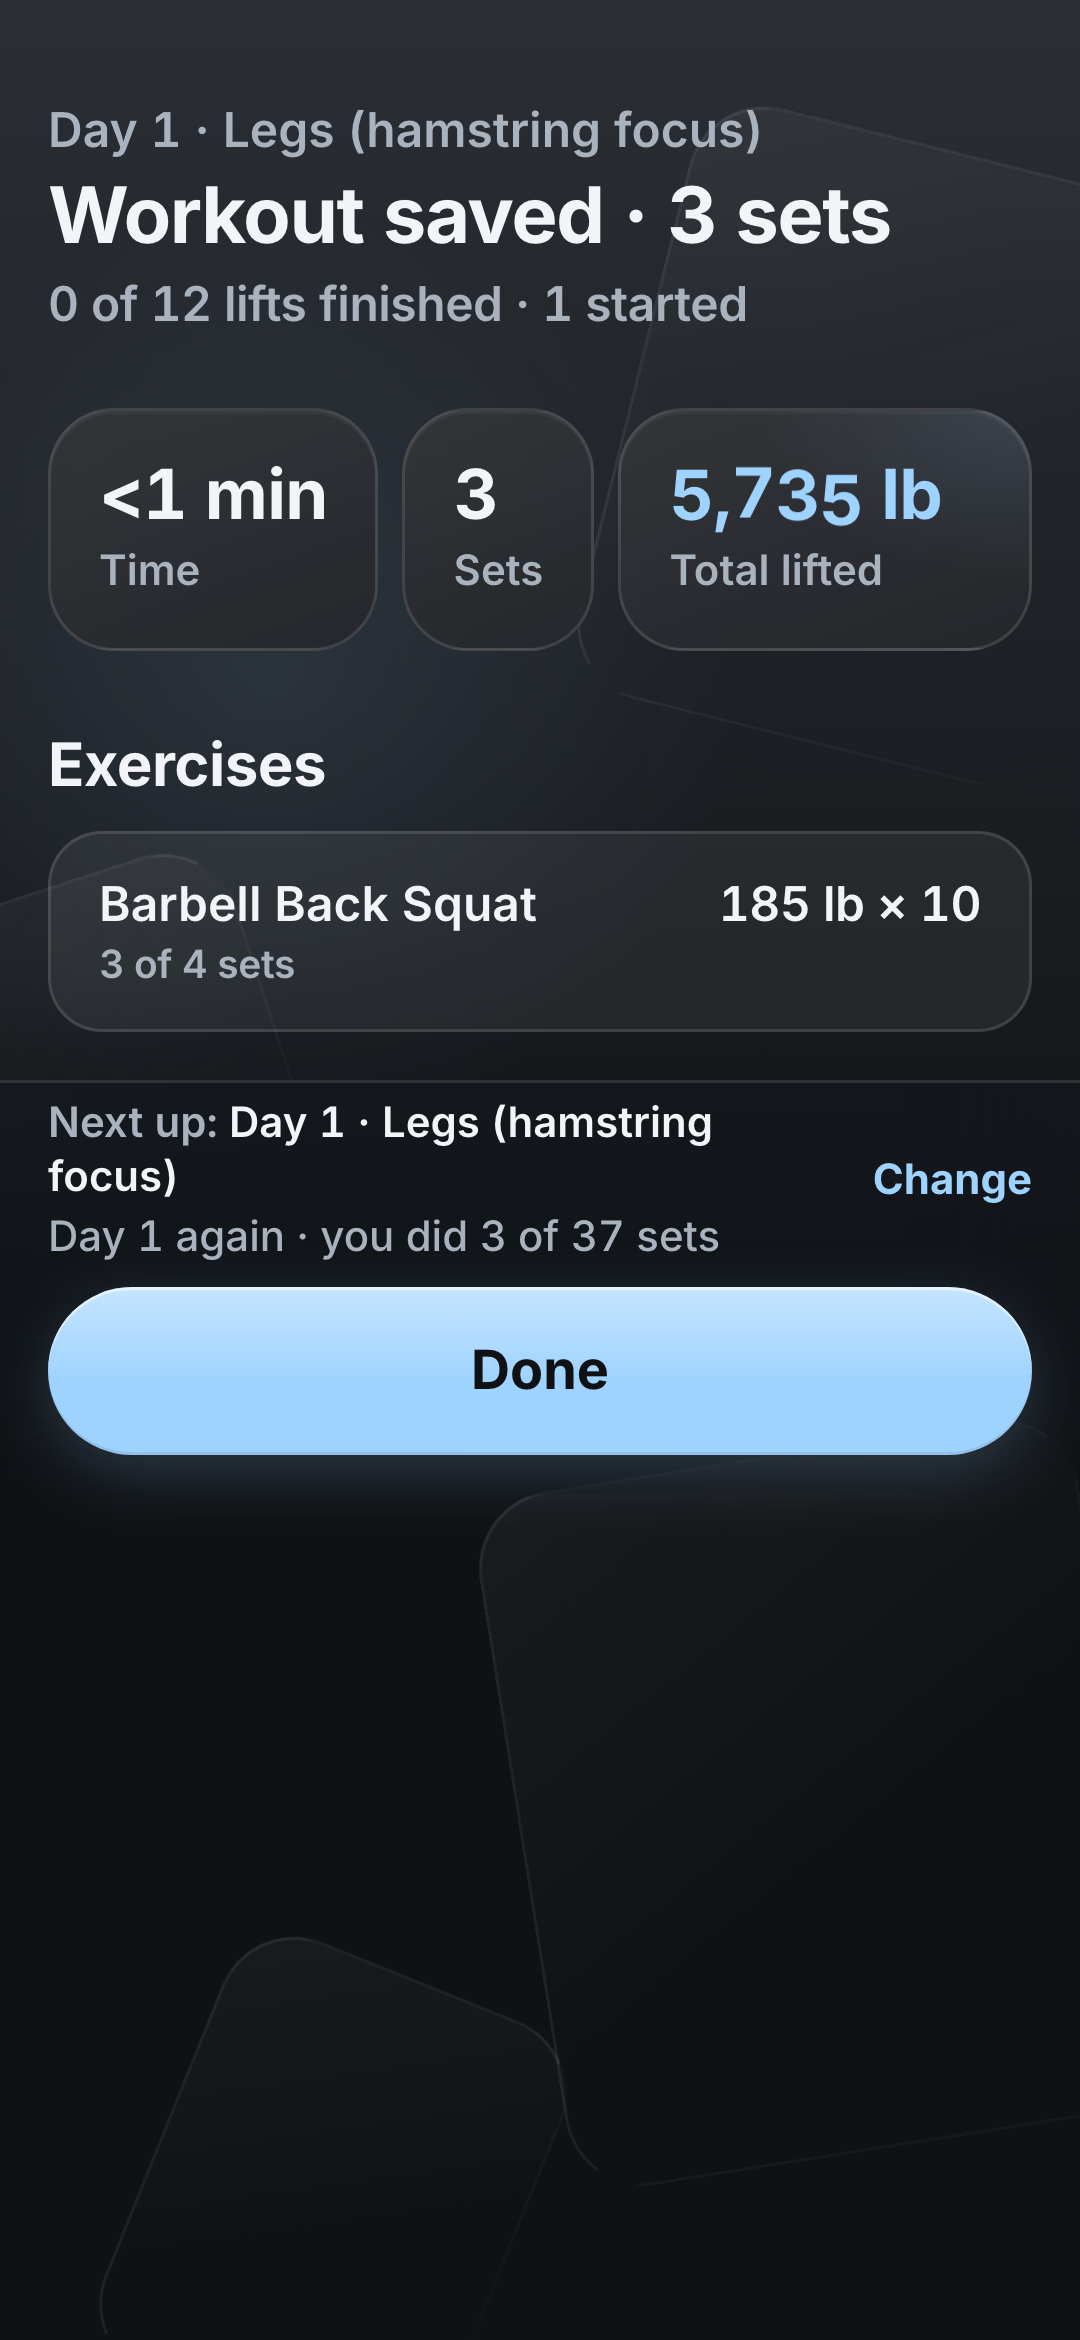 Day 1 · Legs (hamstring focus)
Workout saved · 3 sets
0 of 12 lifts finished · 1 started
<1 min
Time
3
Sets
5,735 lb
Total lifted
Exercises
Barbell Back Squat
185 lb × 10
3 of 4 sets
Next up: Day 1 · Legs (hamstring
focus)
Change
Day 1 again · you did 3 of 37 sets
Done